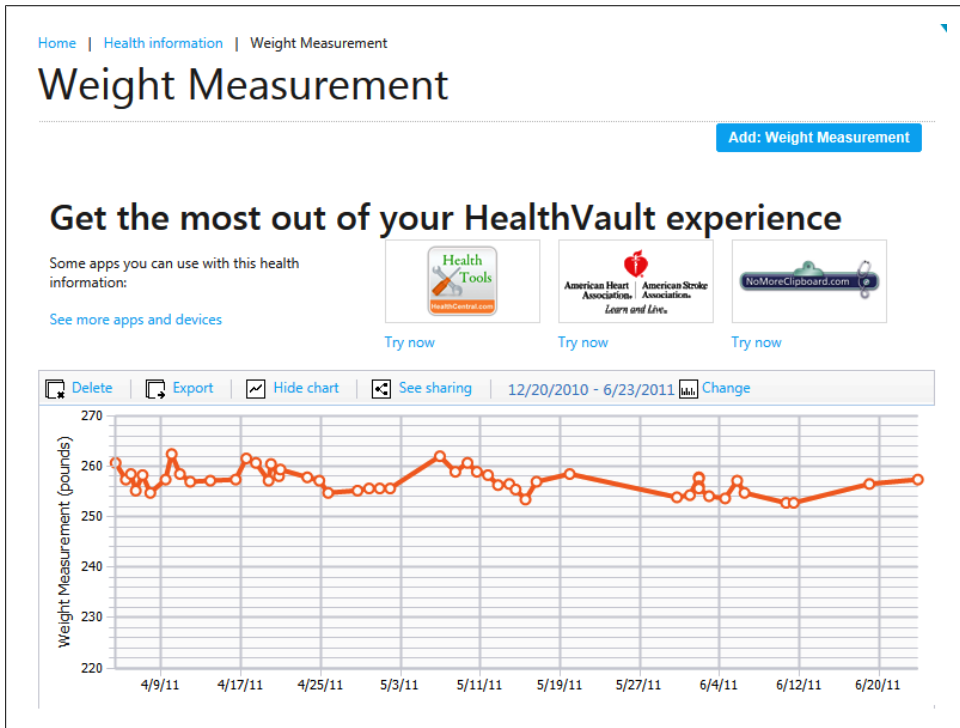 Home | Health information | Weight Measurement
Weight Measurement
Add: Weight Measurement
Get the most out of your HealthVault experience
Some apps you can use with this health
information:
See more apps and devices
Health
Tools
HealthCentral.com
Try now
American Heart | American Stroke
Association® Association®
Learn and Live®
Try now
NoMoreClipboard.com
Try now
Delete Export Hide chart See sharing 12/20/2010 - 6/23/2011 Change
Weight Measurement (pounds)
270
260
250
240
230
220
4/9/11 4/17/11 4/25/11 5/3/11 5/11/11 5/19/11 5/27/11 6/4/11 6/12/11 6/20/11